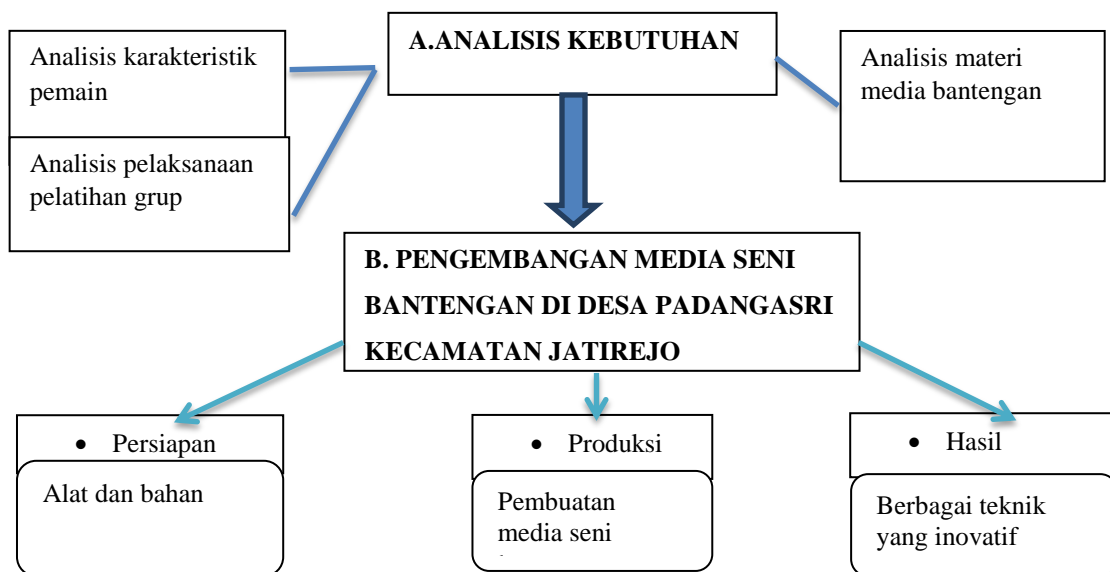 A.ANALISIS KEBUTUHAN
Analisis karakteristik
pemain
Analisis pelaksanaan
pelatihan grup
Analisis materi
media bantengan
B. PENGEMBANGAN MEDIA SENI
BANTENGAN DI DESA PADANGASRI
KECAMATAN JATIREJO
• Persiapan
Alat dan bahan
• Produksi
Pembuatan
media seni
• Hasil
Berbagai teknik
yang inovatif